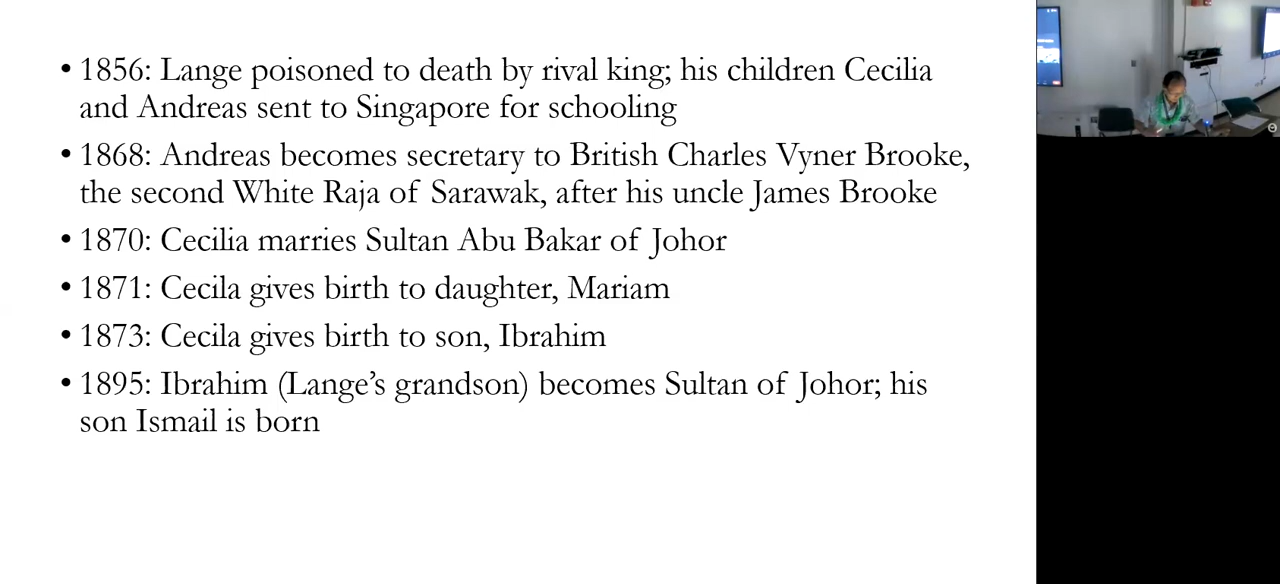 • 1856: Lange poisoned to death by rival king; his children Cecilia
and Andreas sent to Singapore for schooling
• 1868: Andreas becomes secretary to British Charles Vyner Brooke,
the second White Raja of Sarawak, after his uncle James Brooke
• 1870: Cecilia marries Sultan Abu Bakar of Johor
• 1871: Cecila gives birth to daughter, Mariam
• 1873: Cecila gives birth to son, Ibrahim
• 1895: Ibrahim (Lange’s grandson) becomes Sultan of Johor; his
son Ismail is born